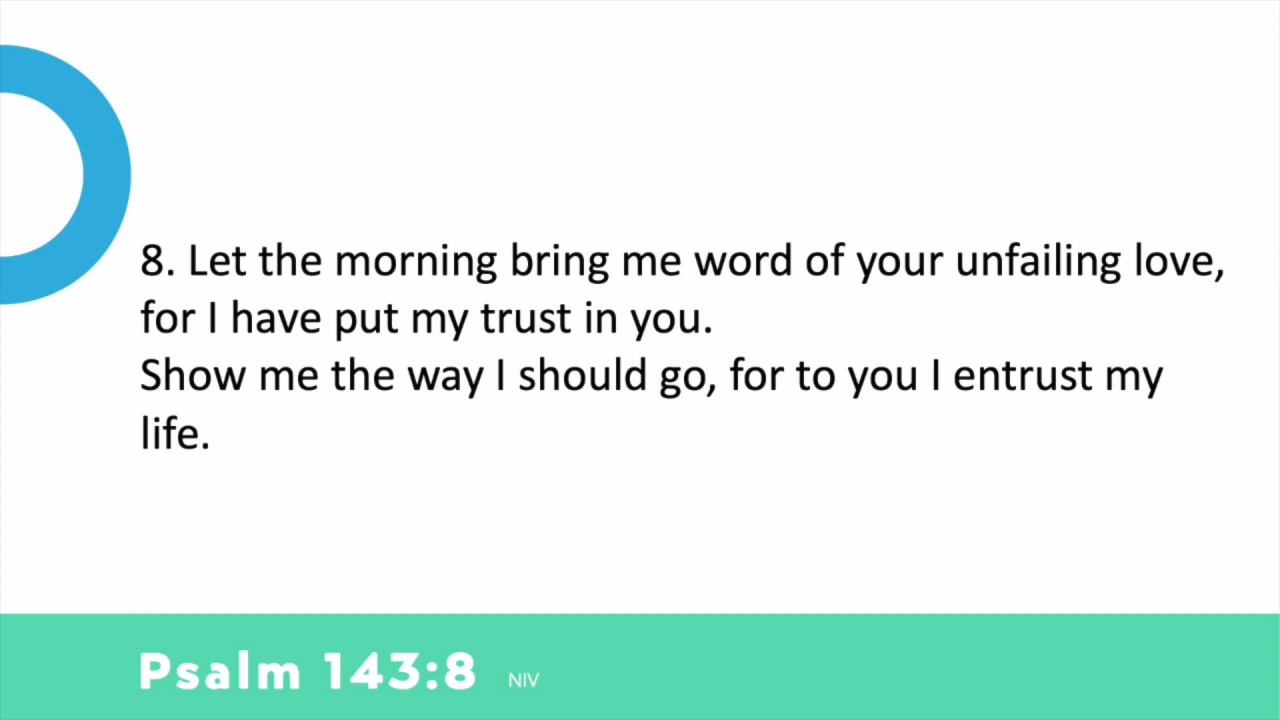 8. Let the morning bring me word of your unfailing love,
for I have put my trust in you.
Show me the way I should go, for to you I entrust my
life.
Psalm 143:8 NIV